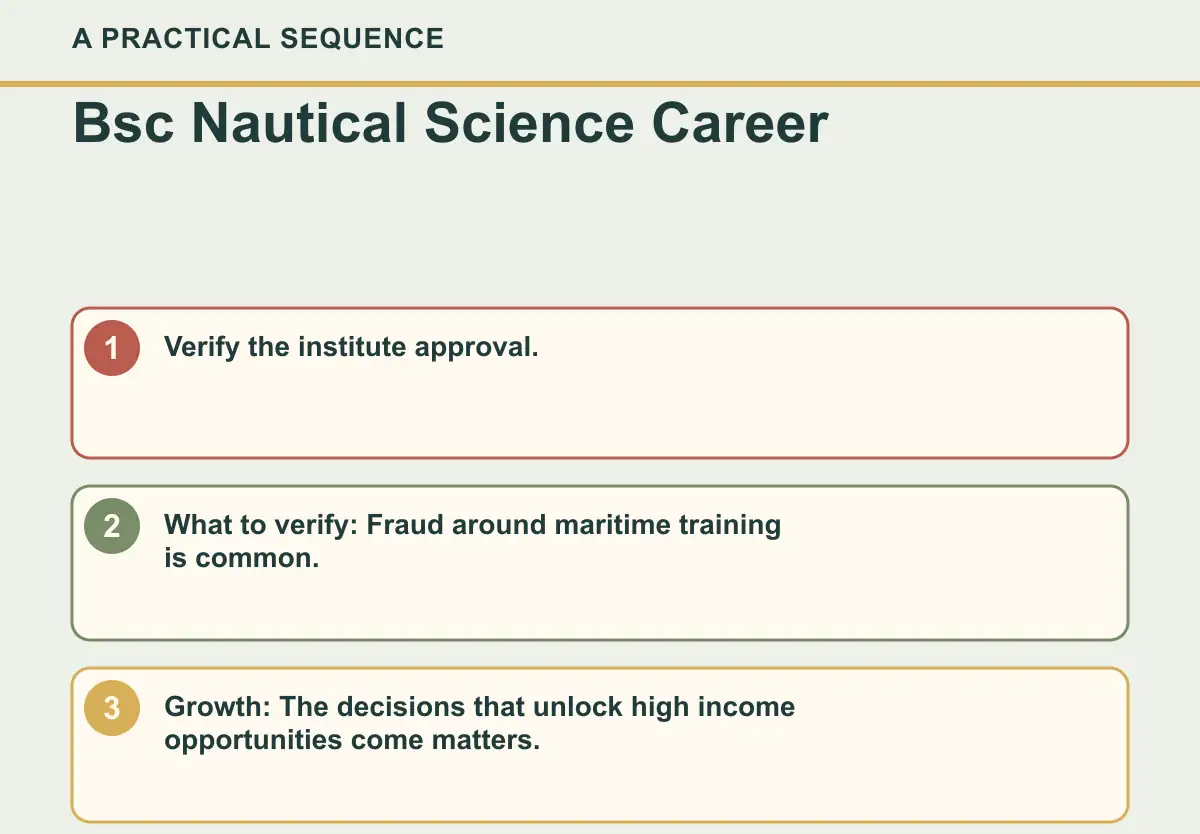 A PRACTICAL SEQUENCE
Bsc Nautical Science Career
1
Verify the institute approval.
2
What to verify: Fraud around maritime training
is common.
3
Growth: The decisions that unlock high income
opportunities come matters.